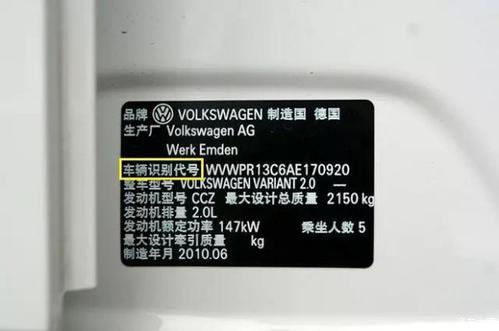 品牌 VOLKSWAGEN 制造国 德国
生产厂 Volkswagen AG
Werk Emden
车辆识别代号 WVWPR13C6AE170920
整车型号 VOLKSWAGEN VARIANT 2.0 —
发动机型号 CCZ 最大设计总质量 2150 kg
发动机排量 2.0L
发动机额定功率 147kW 乘坐人数 5
最大设计牵引质量 kg
制造年月 2010.06